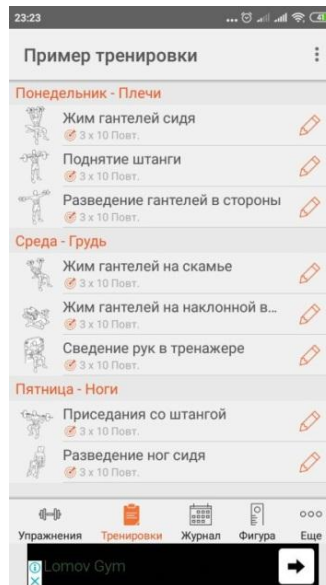 23:23
Пример тренировки
Понедельник - Плечи
Жим гантелей сидя
3 x 10 Повт.
Поднятие штанги
3 x 10 Повт.
Разведение гантелей в стороны
3 x 10 Повт.
Среда - Грудь
Жим гантелей на скамье
3 x 10 Повт.
Жим гантелей на наклонной в...
3 x 10 Повт.
Сведение рук в тренажере
3 x 10 Повт.
Пятница - Ноги
Приседания со штангой
3 x 10 Повт.
Разведение ног сидя
3 x 10 Повт.
Упражнения Тренировки Журнал Фигура Еще
Lomov Gym